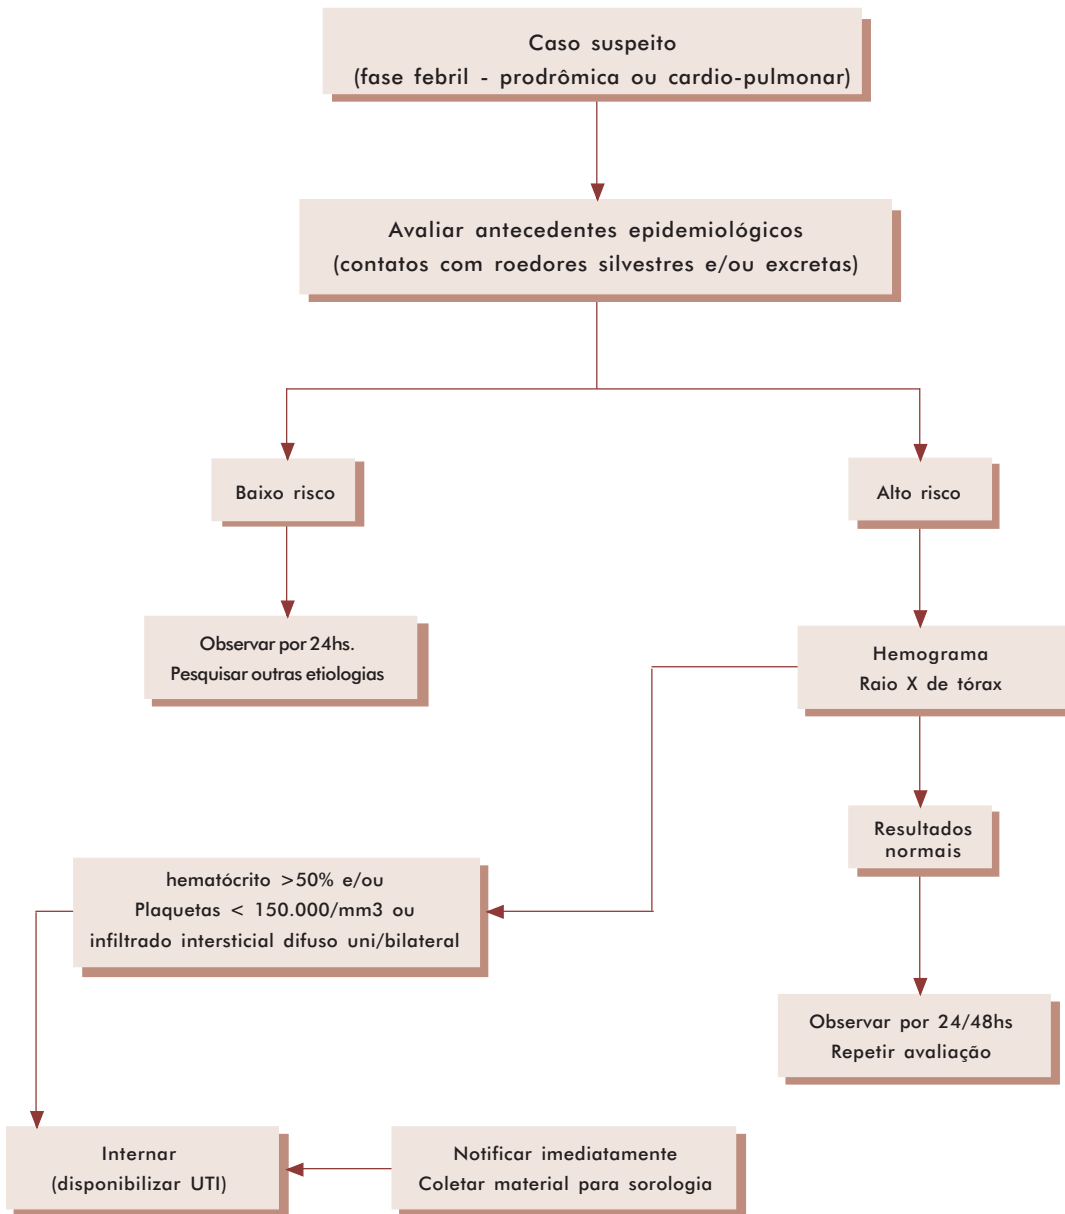 Caso suspeito
(fase febril - prodrômica ou cardio-pulmonar)
Avaliar antecedentes epidemiológicos
(contatos com roedores silvestres e/ou excretas)
Baixo risco
Alto risco
Observar por 24hs.
Pesquisar outras etiologias
Hemograma
Raio X de tórax
Resultados
normais
hematócrito >50% e/ou
Plaquetas < 150.000/mm3 ou
infiltrado intersticial difuso uni/bilateral
Observar por 24/48hs
Repetir avaliação
Internar
(disponibilizar UTI)
Notificar imediatamente
Coletar material para sorologia